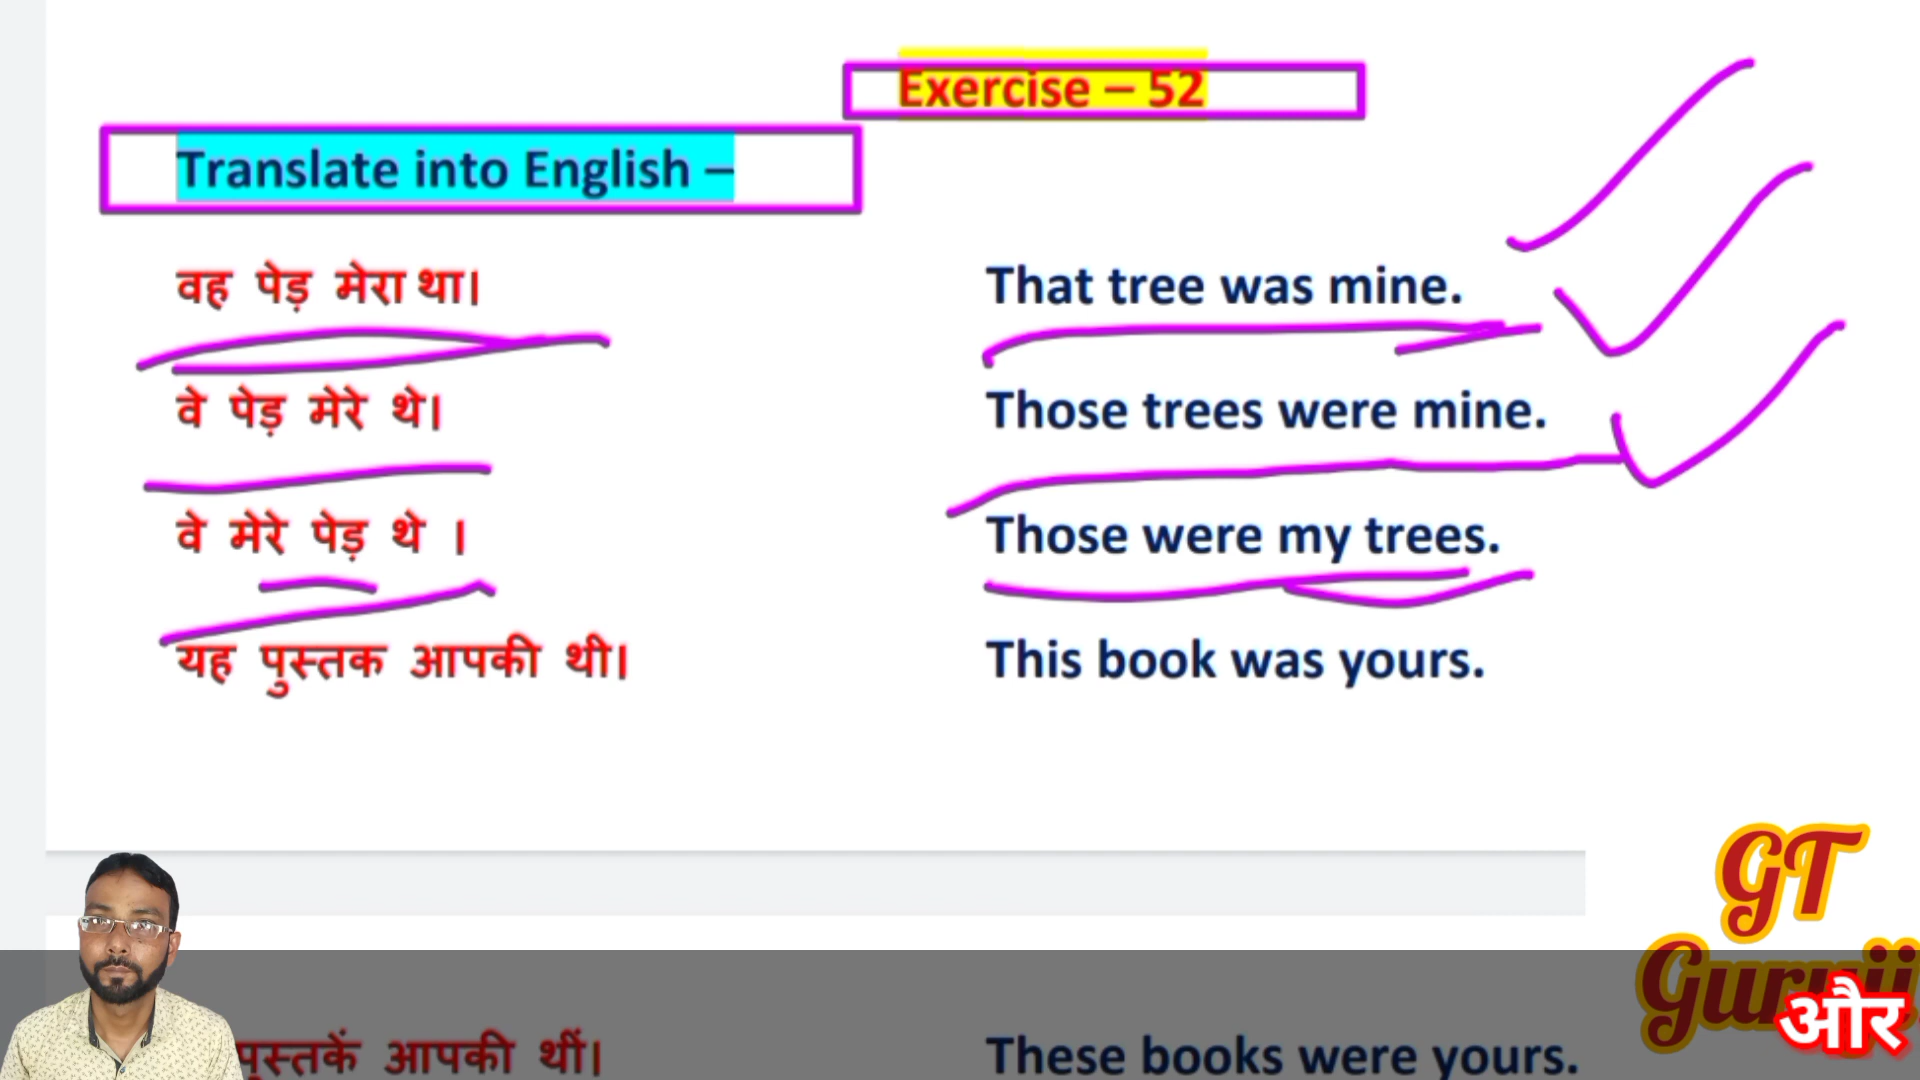 Exercise – 52
Translate into English –
वह पेड़ मेरा था। That tree was mine.
वे पेड़ मेरे थे। Those trees were mine.
वे मेरे पेड़ थे । Those were my trees.
यह पुस्तक आपकी थी। This book was yours.
GT
पुस्तकें आपकी थीं। These books were yours.
और